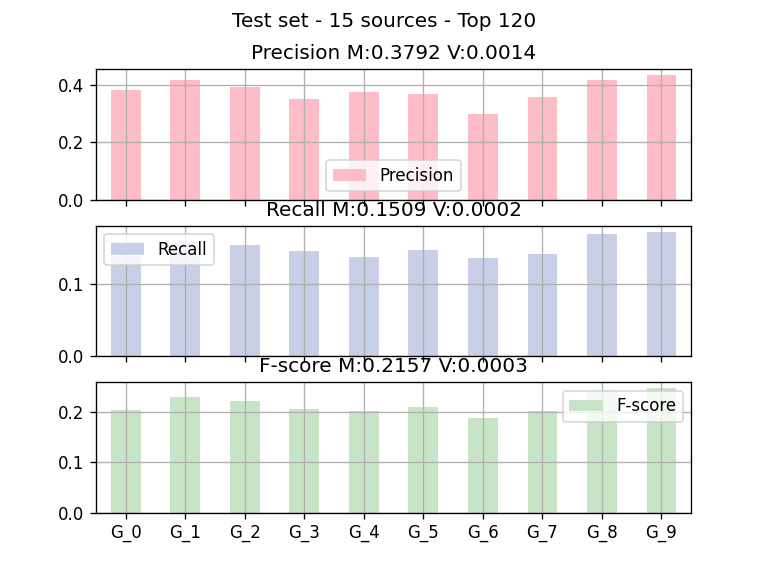 Test set - 15 sources - Top 120
Precision M:0.3792 V:0.0014
0.4
0.2
0.0
Precision
Recall M:0.1509 V:0.0002
Recall
0.1
0.0
F-score M:0.2157 V:0.0003
F-score
0.2
0.1
0.0
G_0 G_1 G_2 G_3 G_4 G_5 G_6 G_7 G_8 G_9